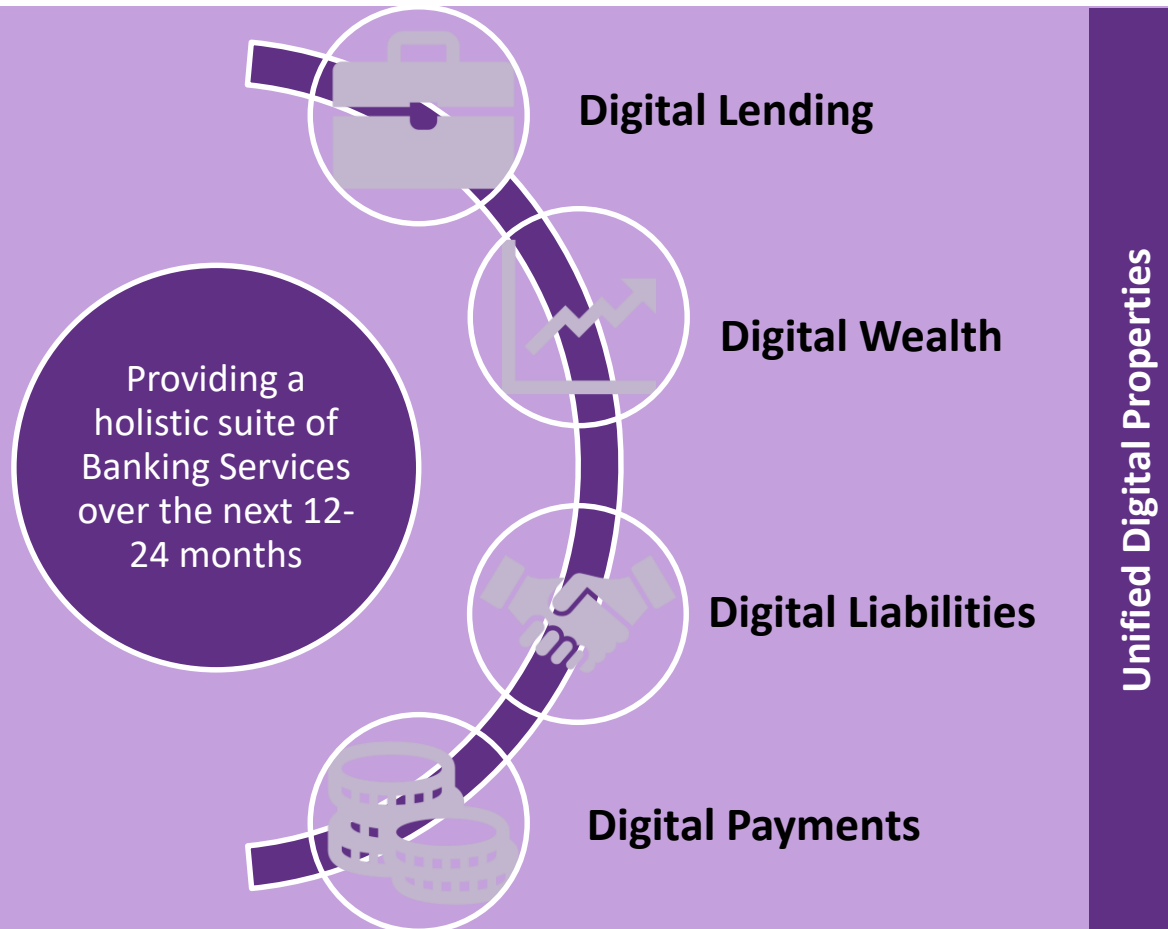 Digital Lending
Digital Wealth
Providing a
holistic suite of
Banking Services
over the next 12-
24 months
Digital Liabilities
Digital Payments
Unified Digital Properties